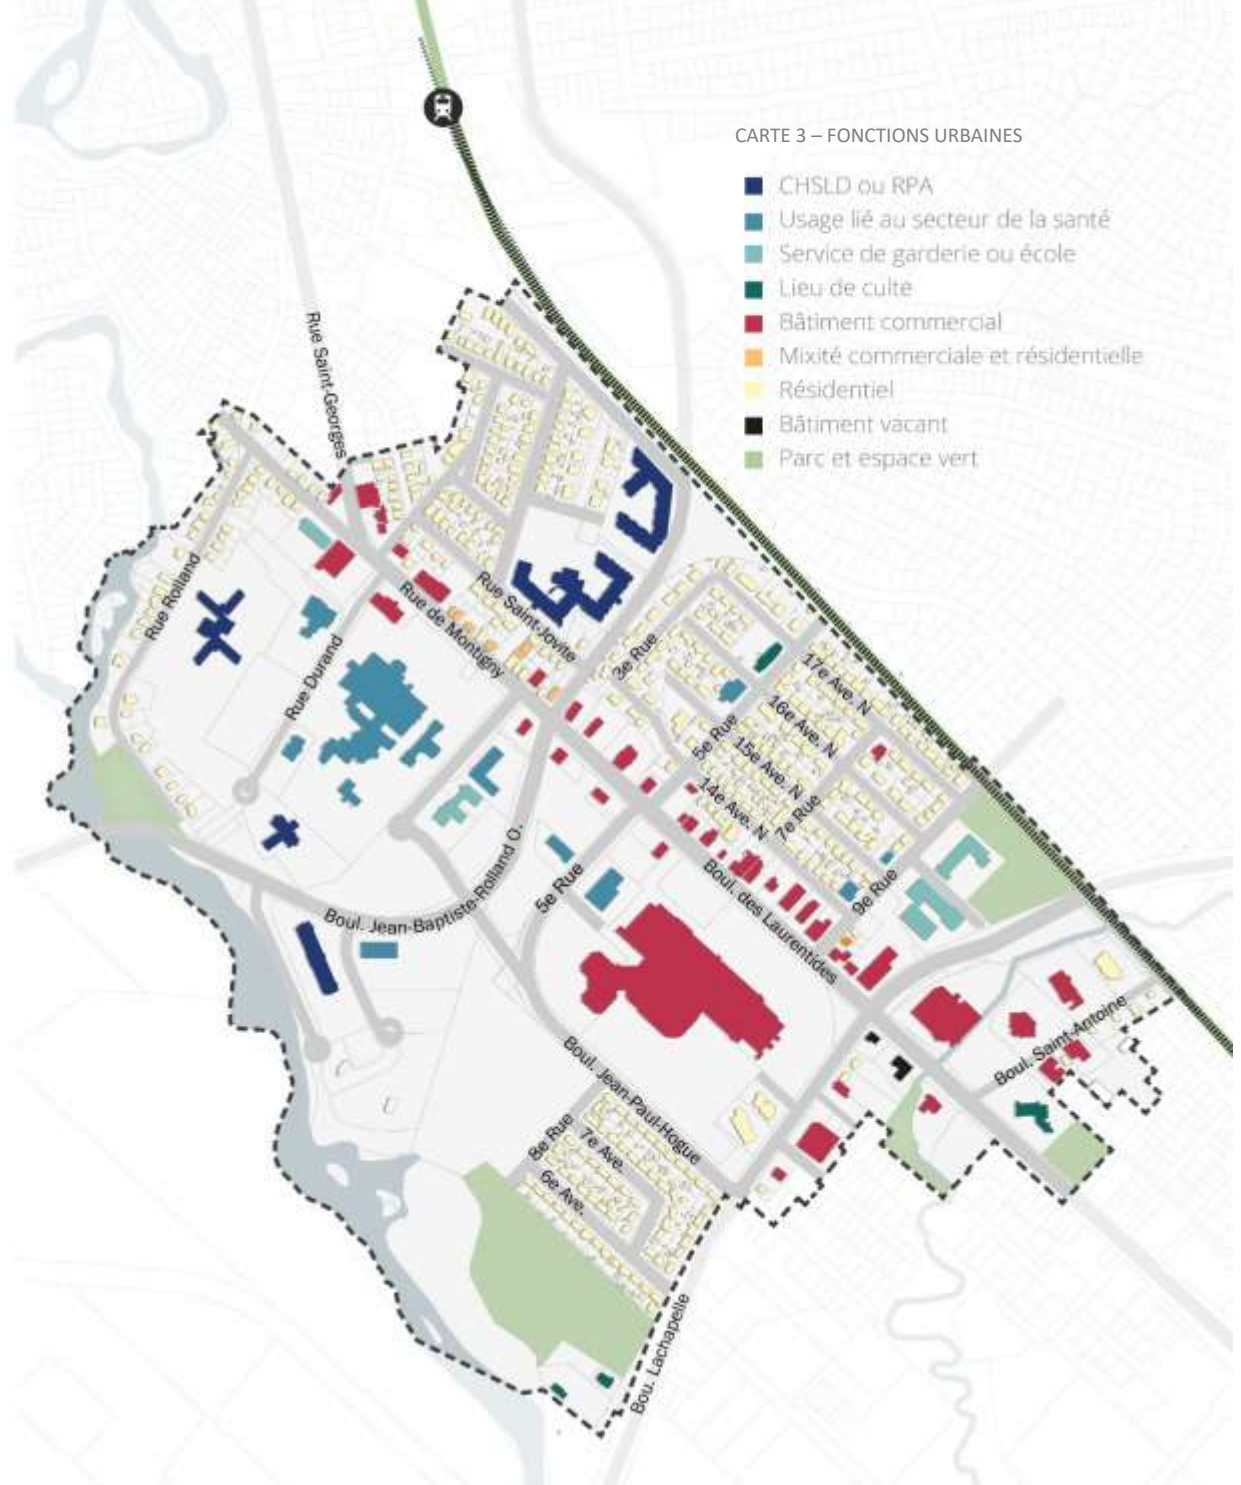 CARTE 3 – FONCTIONS URBAINES
CHSLD ou RPA
Usage lié au secteur de la santé
Service de garderie ou école
Lieu de culte
Bâtiment commercial
Mixité commerciale et résidentielle
Résidentiel
Bâtiment vacant
Parc et espace vert
Rue Saint-Georges
Rue Rolland
Rue Saint-Jovite
Rue de Montigny
Rue Durand
3e Rue
17e Ave. N
16e Ave. N
5e Rue
15e Ave. N
14e Ave. N
7e Rue
9e Rue
Boul. Jean-Baptiste-Rolland O.
5e Rue
Boul. des Laurentides
Boul. Saint-Antoine
Boul. Jean-Paul-Hogue
8e Rue
7e Ave.
6e Ave.
Bou. Lachapelle